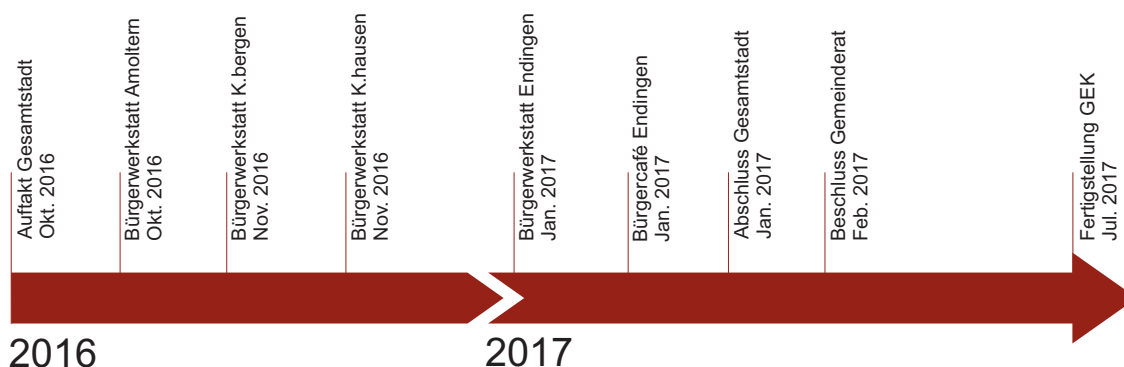 Auftakt Gesamtstadt
Okt. 2016
Bürgerwerkstatt Amoltern
Okt. 2016
Bürgerwerkstatt K.bergen
Nov. 2016
Bürgerwerkstatt K.hausen
Nov. 2016
Bürgerwerkstatt Endingen
Jan. 2017
Bürgercafé Endingen
Jan. 2017
Abschluss Gesamtstadt
Jan. 2017
Beschluss Gemeinderat
Feb. 2017
Fertigstellung GEK
Jul. 2017
2016
2017